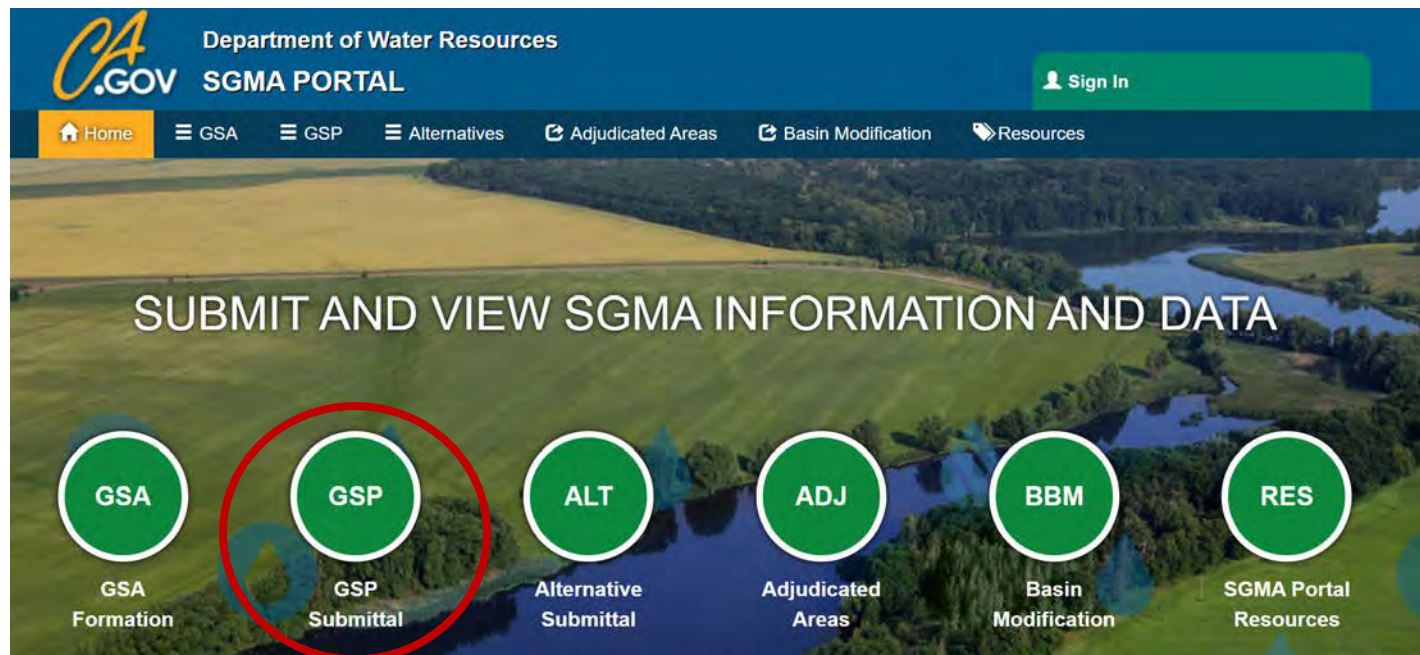 CA
.GOV
Department of Water Resources
SGMA PORTAL
Sign In
Home
GSA
GSP
Alternatives
Adjudicated Areas
Basin Modification
Resources
SUBMIT AND VIEW SGMA INFORMATION AND DATA
GSA
GSP
ALT
ADJ
BBM
RES
GSA
Formation
GSP
Submittal
Alternative
Submittal
Adjudicated
Areas
Basin
Modification
SGMA Portal
Resources